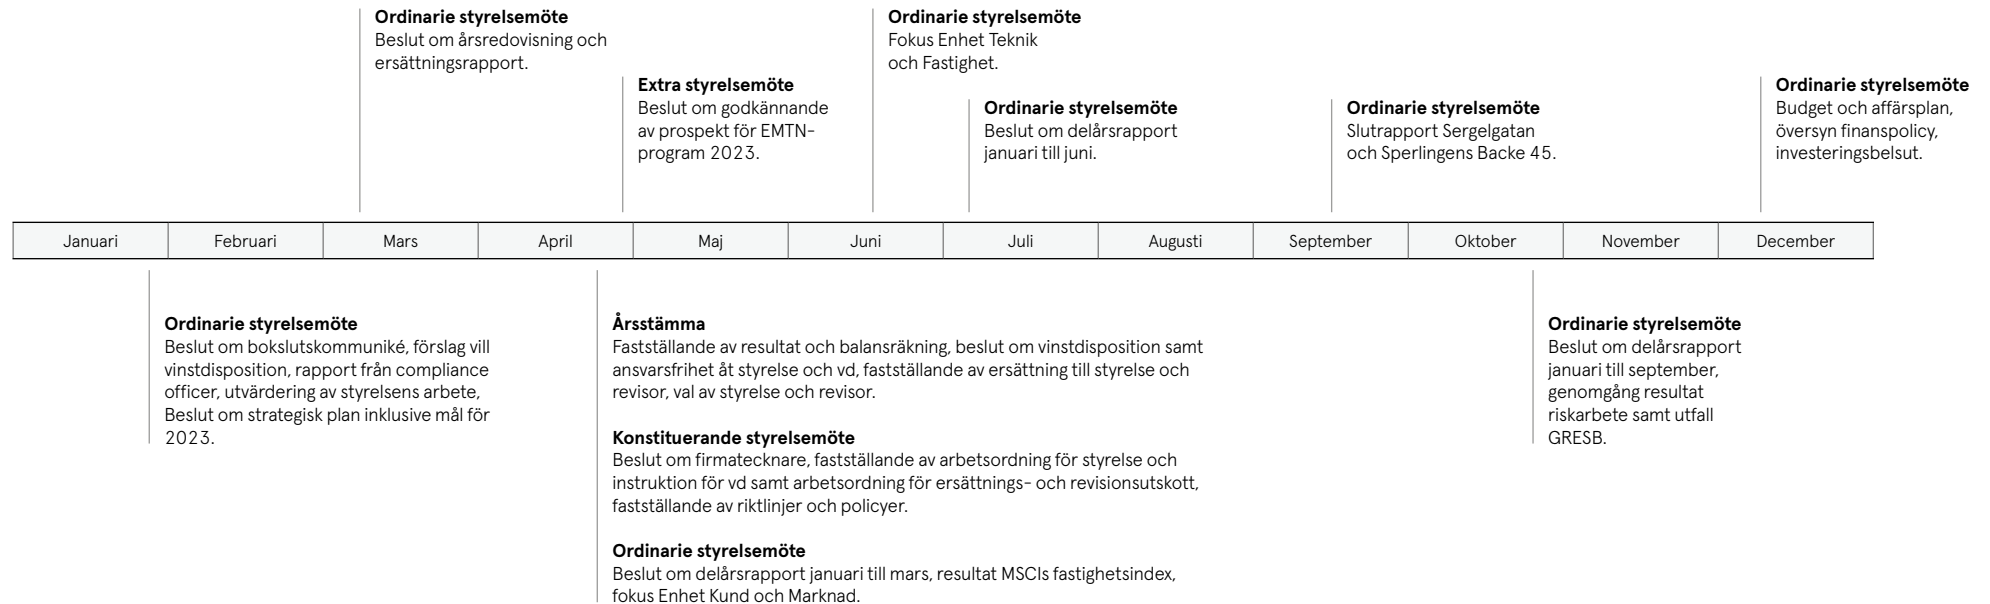 Ordinarie styrelsemöte
Beslut om årsredovisning och
ersättningsrapport.
Extra styrelsemöte
Beslut om godkännande
av prospekt för EMTN-
program 2023.
Ordinarie styrelsemöte
Fokus Enhet Teknik
och Fastighet.
Ordinarie styrelsemöte
Beslut om delårsrapport
januari till juni.
Ordinarie styrelsemöte
Slutrapport Sergelgatan
och Sperlingens Backe 45.
Ordinarie styrelsemöte
Budget och affärsplan,
översyn finanspolicy,
investeringsbelsut.
Januari
Februari
Mars
April
Maj
Juni
Juli
Augusti
September
Oktober
November
December
Ordinarie styrelsemöte
Beslut om bokslutskommuniké, förslag vill
vinstdisposition, rapport från compliance
officer, utvärdering av styrelsens arbete,
Beslut om strategisk plan inklusive mål för
2023.
Årsstämma
Fastställande av resultat och balansräkning, beslut om vinstdisposition samt
ansvarsfrihet åt styrelse och vd, fastställande av ersättning till styrelse och
revisor, val av styrelse och revisor.
Konstituerande styrelsemöte
Beslut om firmatecknare, fastställande av arbetsordning för styrelse och
instruktion för vd samt arbetsordning för ersättnings- och revisionsutskott,
fastställande av riktlinjer och policyer.
Ordinarie styrelsemöte
Beslut om delårsrapport januari till mars, resultat MSCIs fastighetsindex,
fokus Enhet Kund och Marknad.
Ordinarie styrelsemöte
Beslut om delårsrapport
januari till september,
genomgång resultat
riskarbete samt utfall
GRESB.